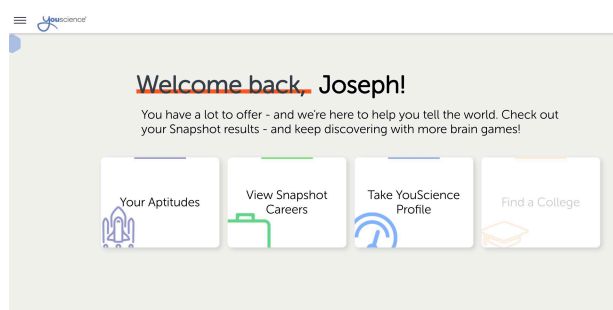 Youscience®
Welcome back, Joseph!
You have a lot to offer - and we're here to help you tell the world. Check out
your Snapshot results - and keep discovering with more brain games!
Your Aptitudes
View Snapshot
Careers
Take YouScience
Profile
Find a College